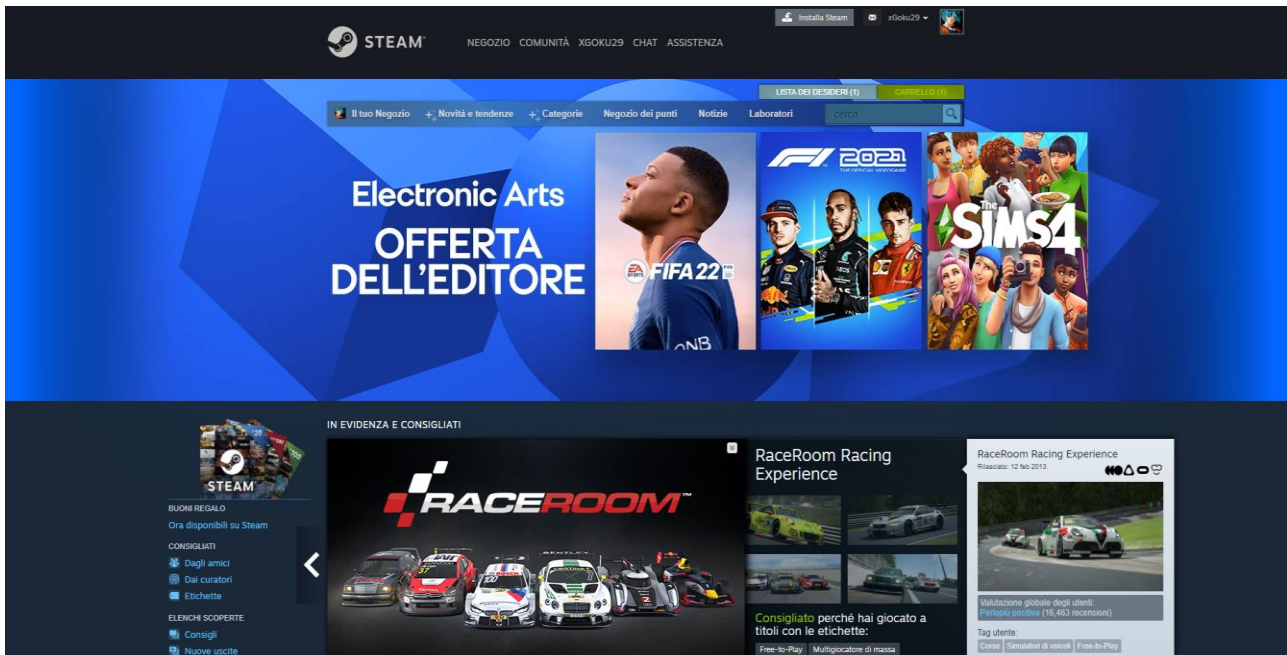 Installa Steam
xGoku29
STEAM
NEGOZIO COMUNITÀ XGOKU29 CHAT ASSISTENZA
LISTA DEI DESIDERI (1)
CARRELLO (1)
Il tuo Negozio Novità e tendenze Categorie Negozio dei punti Notizie Laboratori cerca
Electronic Arts
OFFERTA
DELL'EDITORE
EA SPORTS FIFA 22
QNB
F1 2021
THE OFFICIAL VIDEOGAME
The SIMS 4
IN EVIDENZA E CONSIGLIATI
STEAM
BUONI REGALO
Ora disponibili su Steam
CONSIGLIATI
Dagli amici
Dai curatori
Etichette
ELENCHI SCOPERTE
Consigli
Nuove uscite
RACEROOM™
RaceRoom Racing
Experience
Consigliato perché hai giocato a
titoli con le etichette:
Free-to-Play Multigiocatore di massa
RaceRoom Racing Experience
Rilasciato: 12 feb 2013
Valutazione globale degli utenti:
Perlopiù positiva (16,463 recensioni)
Tag utente:
Corse Simulatori di veicoli Free-to-Play